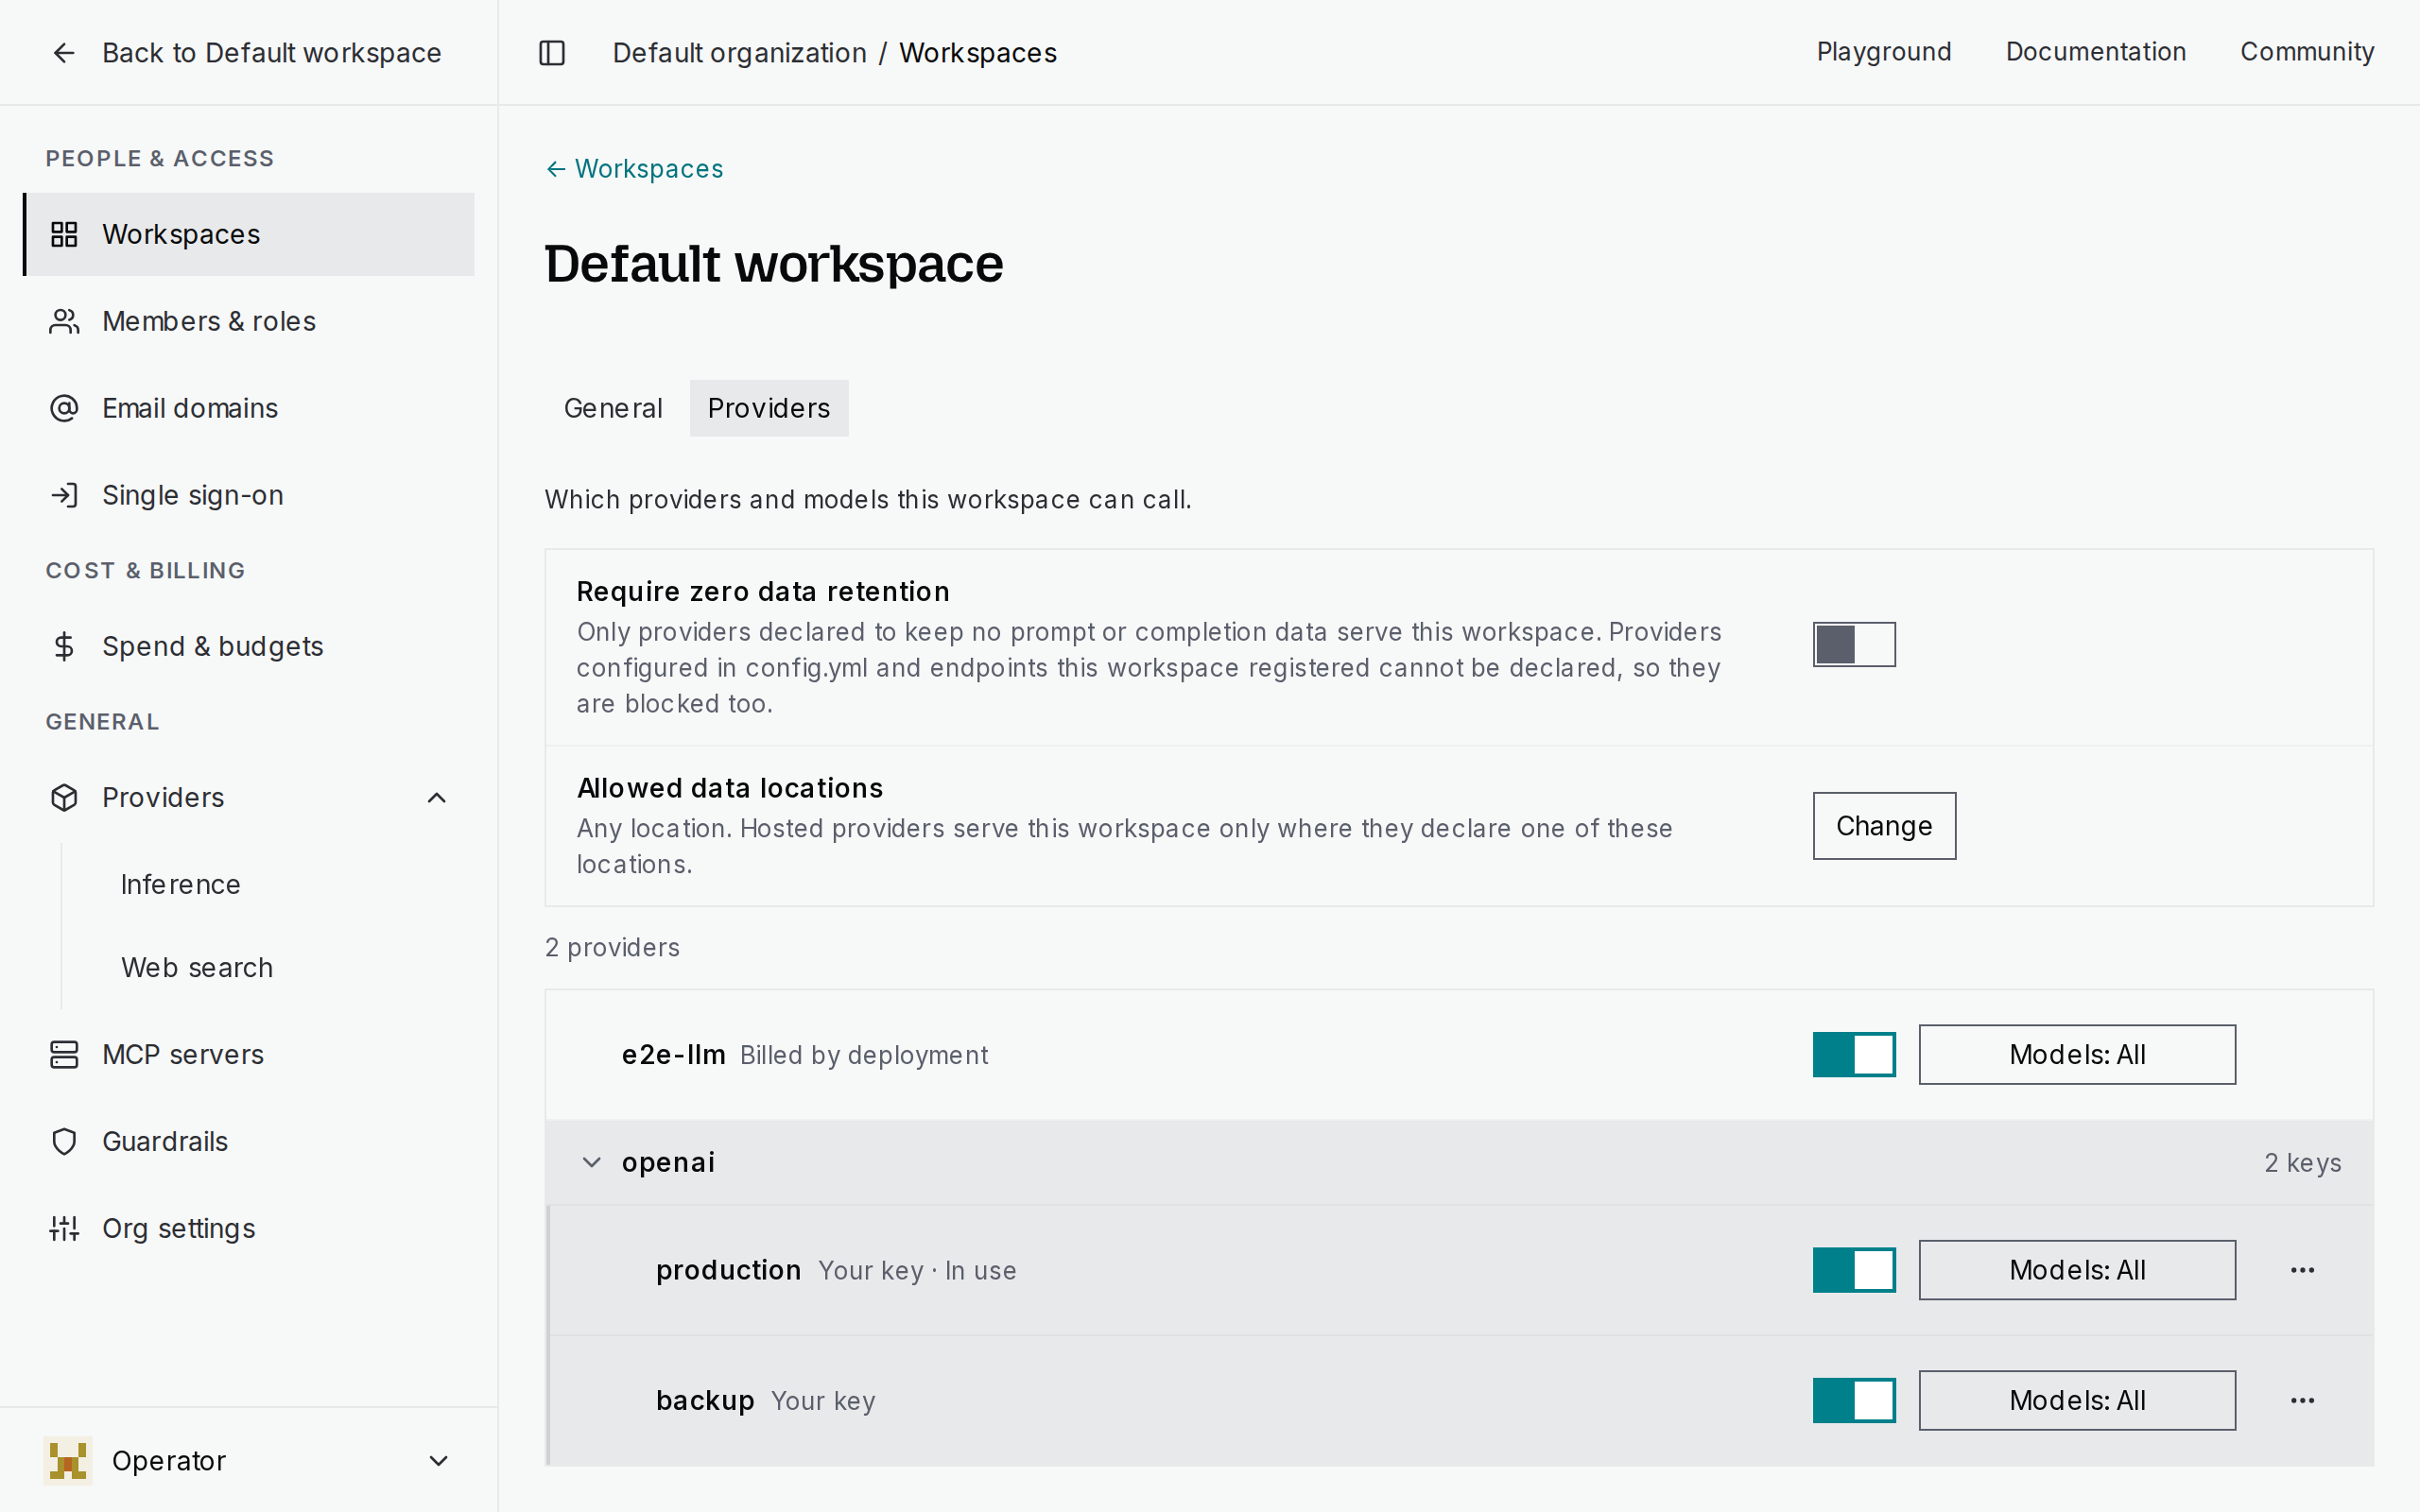 Back to Default workspace
Default organization / Workspaces
Playground
Documentation
Community
PEOPLE & ACCESS
Workspaces
Members & roles
Email domains
Single sign-on
COST & BILLING
Spend & budgets
GENERAL
Providers
Inference
Web search
MCP servers
Guardrails
Org settings
Operator
← Workspaces
Default workspace
General
Providers
Which providers and models this workspace can call.
Require zero data retention
Only providers declared to keep no prompt or completion data serve this workspace. Providers
configured in config.yml and endpoints this workspace registered cannot be declared, so they
are blocked too.
Allowed data locations
Any location. Hosted providers serve this workspace only where they declare one of these
locations.
Change
2 providers
e2e-llm Billed by deployment
Models: All
openai
2 keys
production Your key · In use
Models: All
backup Your key
Models: All